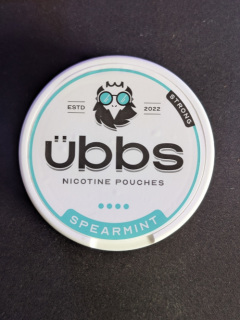 ESTD 2022
STRONG
übbs
NICOTINE POUCHES
SPEARMINT